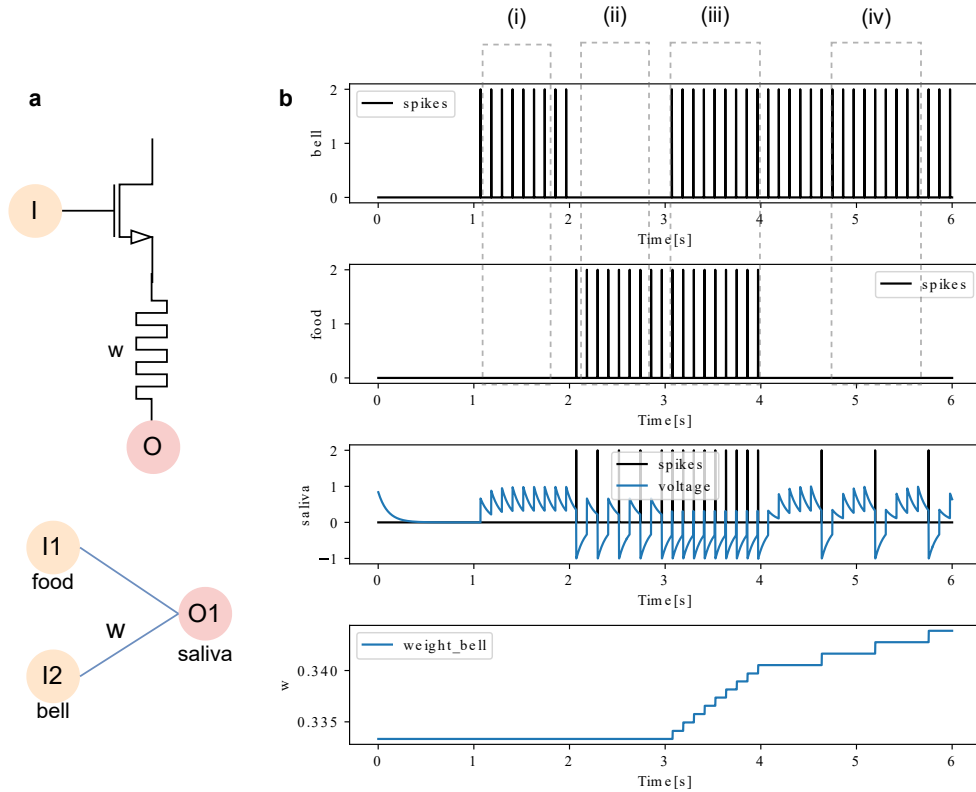 a
I
w
O
I1
food
O1
saliva
w
I2
bell
b
(i)
(ii)
(iii)
(iv)
2
1
0
bell
spikes
0 1 2 3 4 5 6
Time[s]
2
1
0
food
spikes
0 1 2 3 4 5 6
Time[s]
2
1
0
−1
saliva
spikes
voltage
0 1 2 3 4 5 6
Time[s]
0.340
0.335
w
weight_bell
0 1 2 3 4 5 6
Time[s]